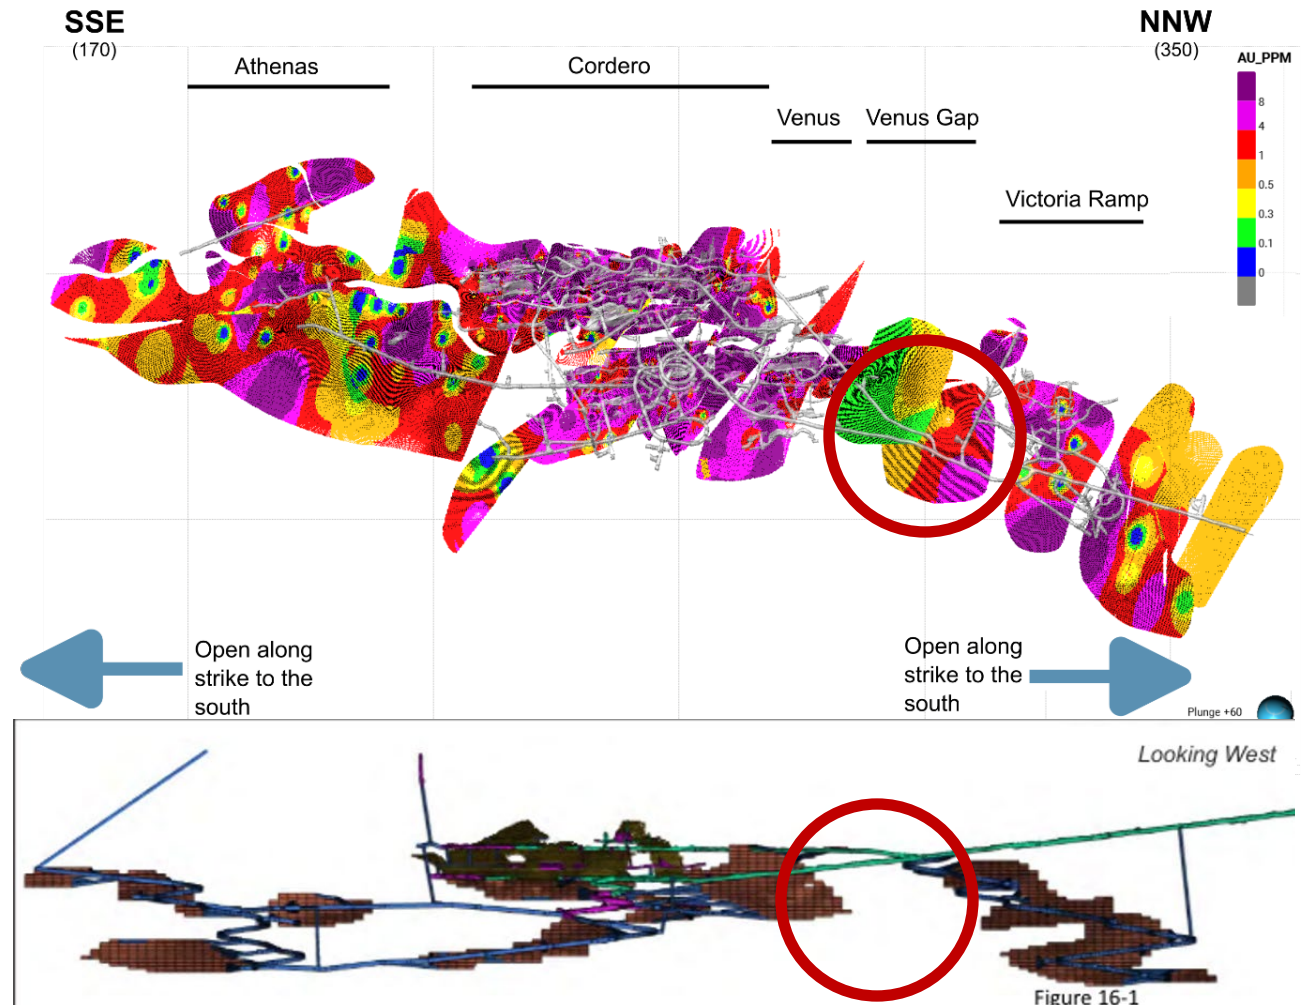 SSE
(170)
NNW
(350)
Athenas
Cordero
Venus
Venus Gap
Victoria Ramp
AU_PPM
8
4
1
0.5
0.3
0.1
0
Open along
strike to the
south
Open along
strike to the
south
Plunge +60
Looking West
Figure 16-1